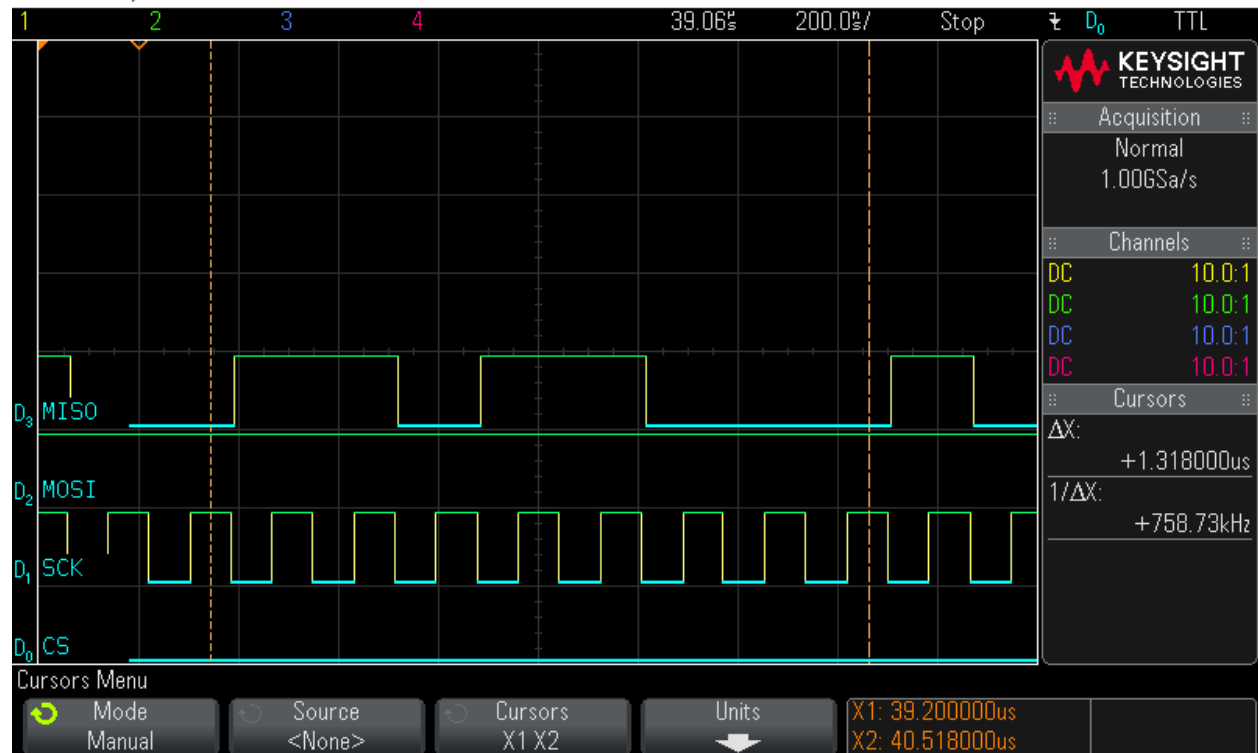 1 2 3 4 39.06µs 200.0ns/ Stop D0 TTL
KEYSIGHT
TECHNOLOGIES
Acquisition
Normal
1.00GSa/s
Channels
DC 10.0:1
DC 10.0:1
DC 10.0:1
DC 10.0:1
Cursors
ΔX:
+1.318000us
1/ΔX:
+758.73kHz
D3 MISO
D2 MOSI
D1 SCK
D0 CS
Cursors Menu
Mode
Manual
Source
<None>
Cursors
X1 X2
Units
X1: 39.200000us
X2: 40.518000us